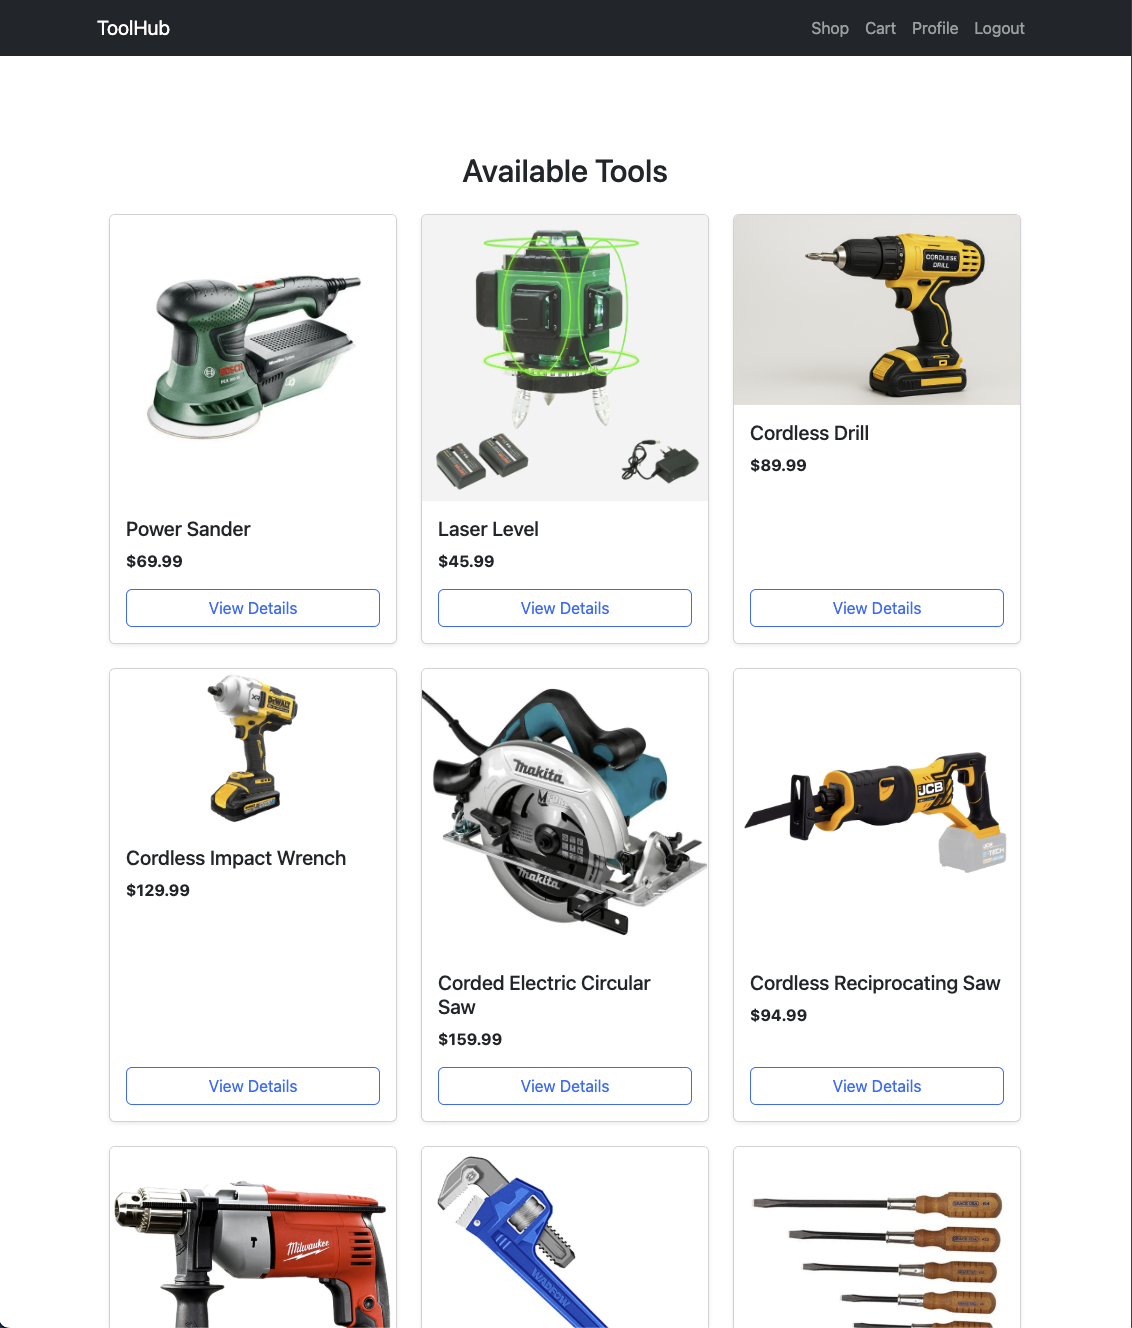 ToolHub
Shop Cart Profile Logout
Available Tools
BOSCH
CORDLESS
DRILL
Power Sander
$69.99
View Details
Laser Level
$45.99
View Details
Cordless Drill
$89.99
View Details
XR
DEWALT
Makita
Makita
JCB
Cordless Impact Wrench
$129.99
View Details
Corded Electric Circular
Saw
$159.99
View Details
Cordless Reciprocating Saw
$94.99
View Details
Milwaukee